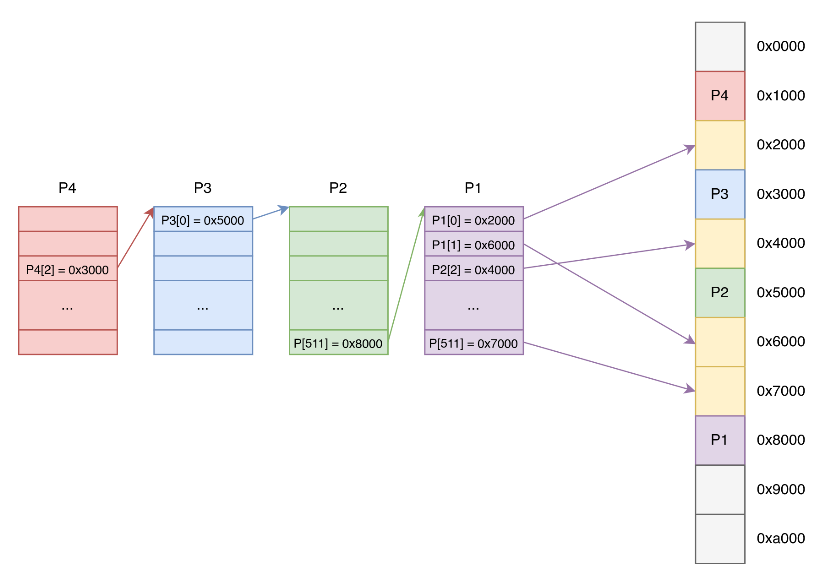 P4
P3
P2
P1
P4[2] = 0x3000
...
P3[0] = 0x5000
...
...
P[511] = 0x8000
P1[0] = 0x2000
P1[1] = 0x6000
P2[2] = 0x4000
...
P[511] = 0x7000
0x0000
P4 0x1000
0x2000
P3 0x3000
0x4000
P2 0x5000
0x6000
0x7000
P1 0x8000
0x9000
0xa000